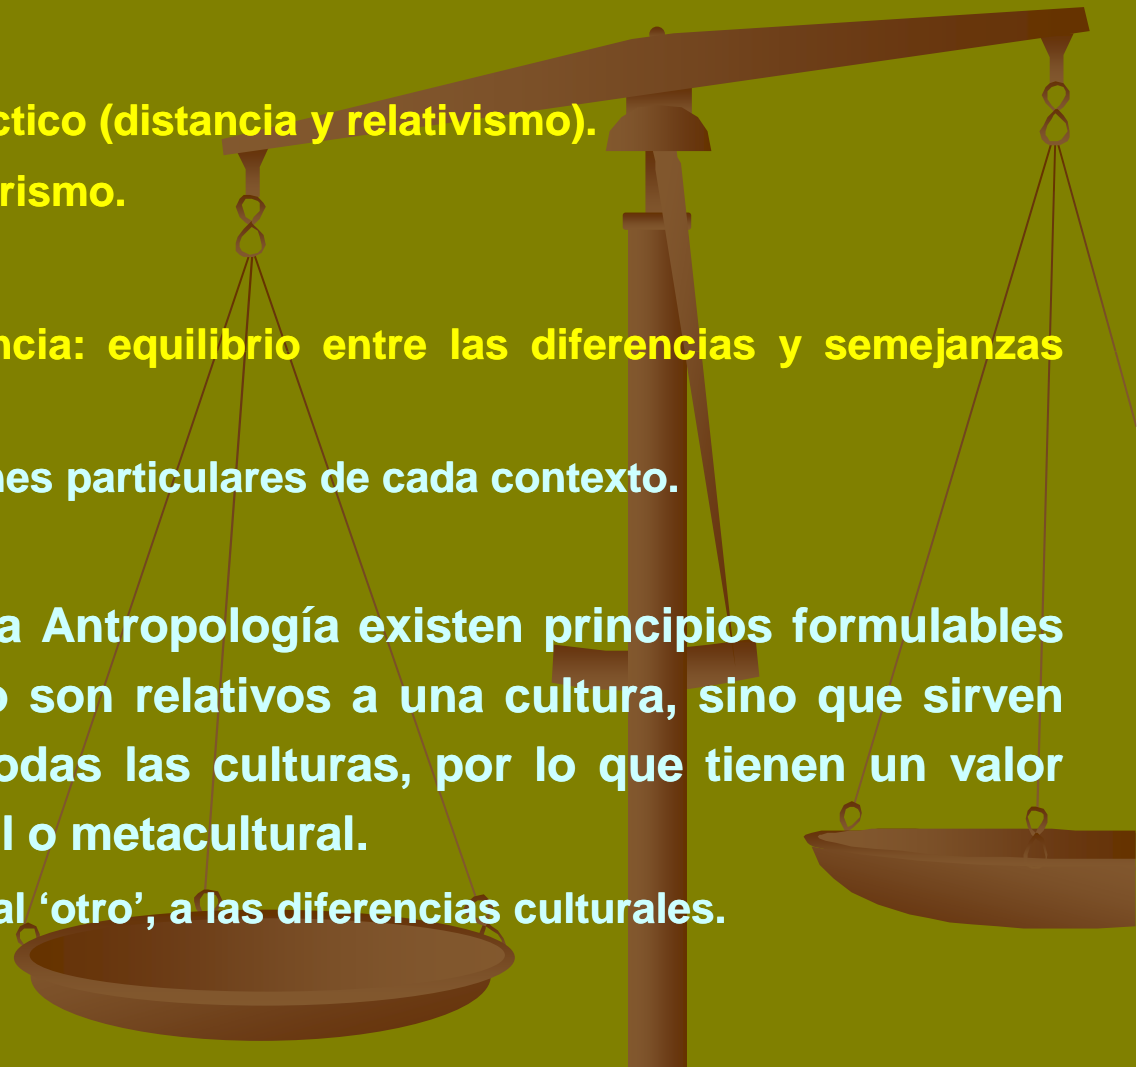 ctico (distancia y relativismo).
rismo.
ncia: equilibrio entre las diferencias y semejanzas
nes particulares de cada contexto.
a Antropología existen principios formulables
o son relativos a una cultura, sino que sirven
odas las culturas, por lo que tienen un valor
l o metacultural.
al ‘otro’, a las diferencias culturales.